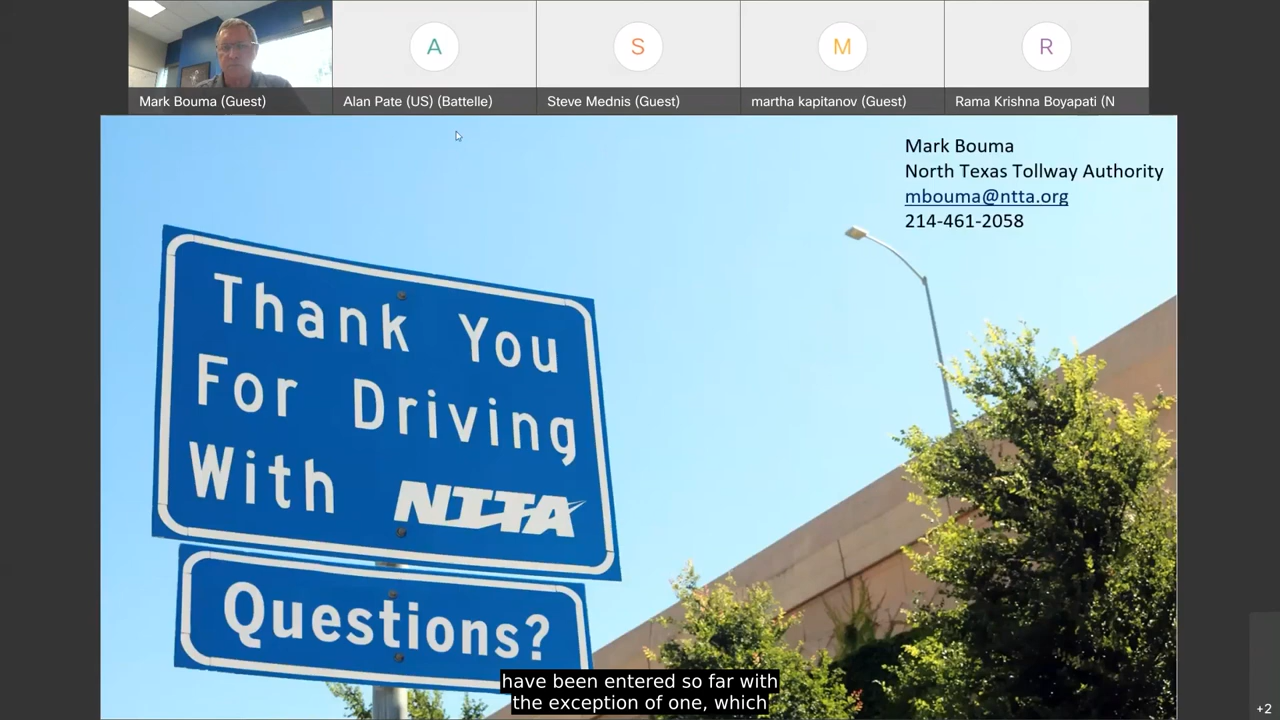 A
S
M
R
Mark Bouma (Guest)
Alan Pate (US) (Battelle)
Steve Mednis (Guest)
martha kapitanov (Guest)
Rama Krishna Boyapati (N
Mark Bouma
North Texas Tollway Authority
mbouma@ntta.org
214-461-2058
Thank You
For Driving
With NTTA
Questions?
have been entered so far with
the exception of one, which
+2